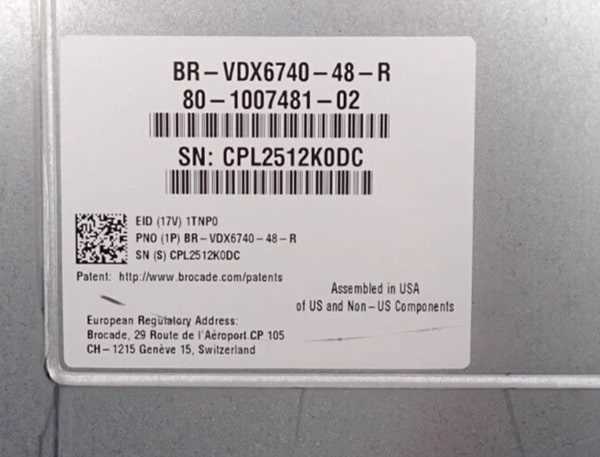 BR-VDX6740-48-R
80-1007481-02
SN: CPL2512K0DC
EID (17V) 1TNP0
PNO (1P) BR-VDX6740-48-R
SN (S) CPL2512K0DC
Patent: http://www.brocade.com/patents
Assembled in USA
of US and Non-US Components
European Regulatory Address:
Brocade, 29 Route de l'Aéroport CP 105
CH-1215 Genève 15, Switzerland